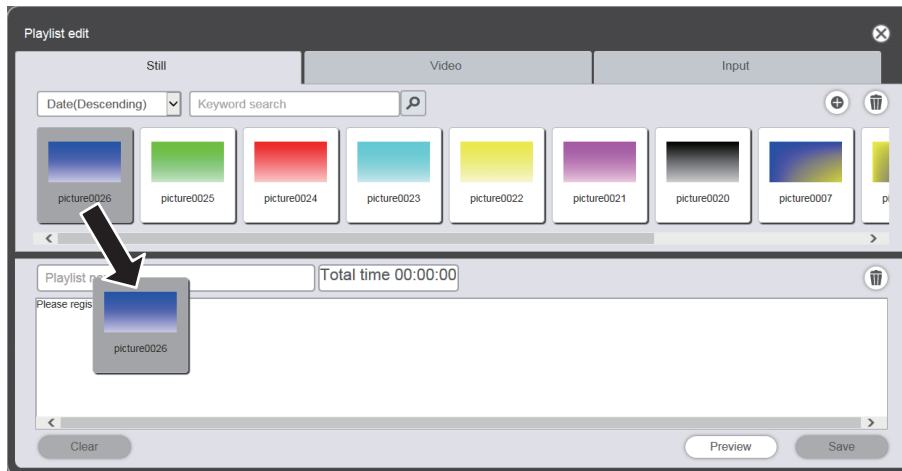 Playlist edit
Still
Video
Input
Date(Descending)
Keyword search
picture0026
picture0025
picture0024
picture0023
picture0022
picture0021
picture0020
picture0007
Playlist
Total time 00:00:00
Please regis
picture0026
Clear
Preview
Save